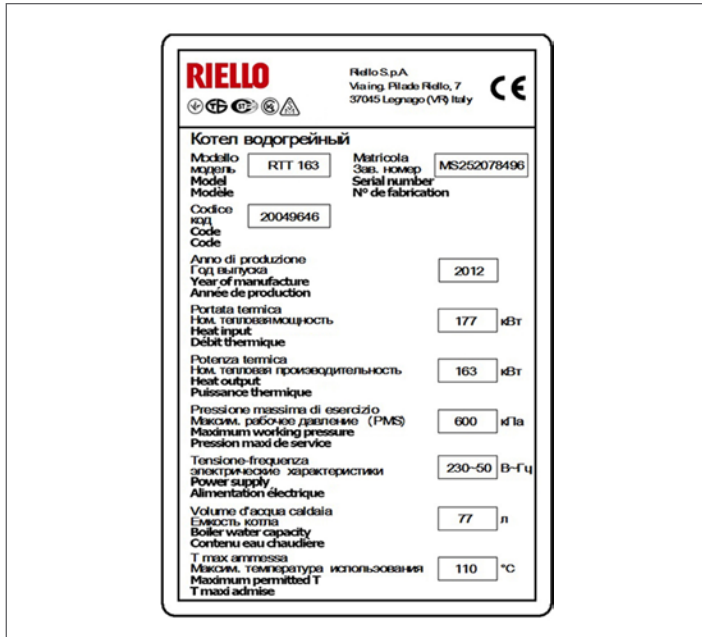 RIELLO
Riello S.p.A.
Via ing. Pilade Riello, 7
37045 Legnago (VR) Italy
CE
Котел водогрейный
Modello
модель
Model
Modèle
RTT 163
Matricola
Зав. номер
Serial number
N° de fabrication
MS252078496
Codice
код
Code
Code
20049646
Anno di produzione
Год выпуска
Year of manufacture
Année de production
2012
Portata termica
Ном. тепловая мощность
Heat input
Débit thermique
177 кВт
Potenza termica
Ном. тепловая производительность
Heat output
Puissance thermique
163 кВт
Pressione massima di esercizio
Максим. рабочее давление (PMS)
Maximum working pressure
Pression maxi de service
600 кПа
Tensione-frequenza
электрические характеристики
Power supply
Alimentation électrique
230~50 В~Гц
Volume d'acqua caldaia
Емкость котла
Boiler water capacity
Contenu eau chaudière
77 л
T max ammessa
Максим. температура использования
Maximum permitted T
T maxi admise
110 °C